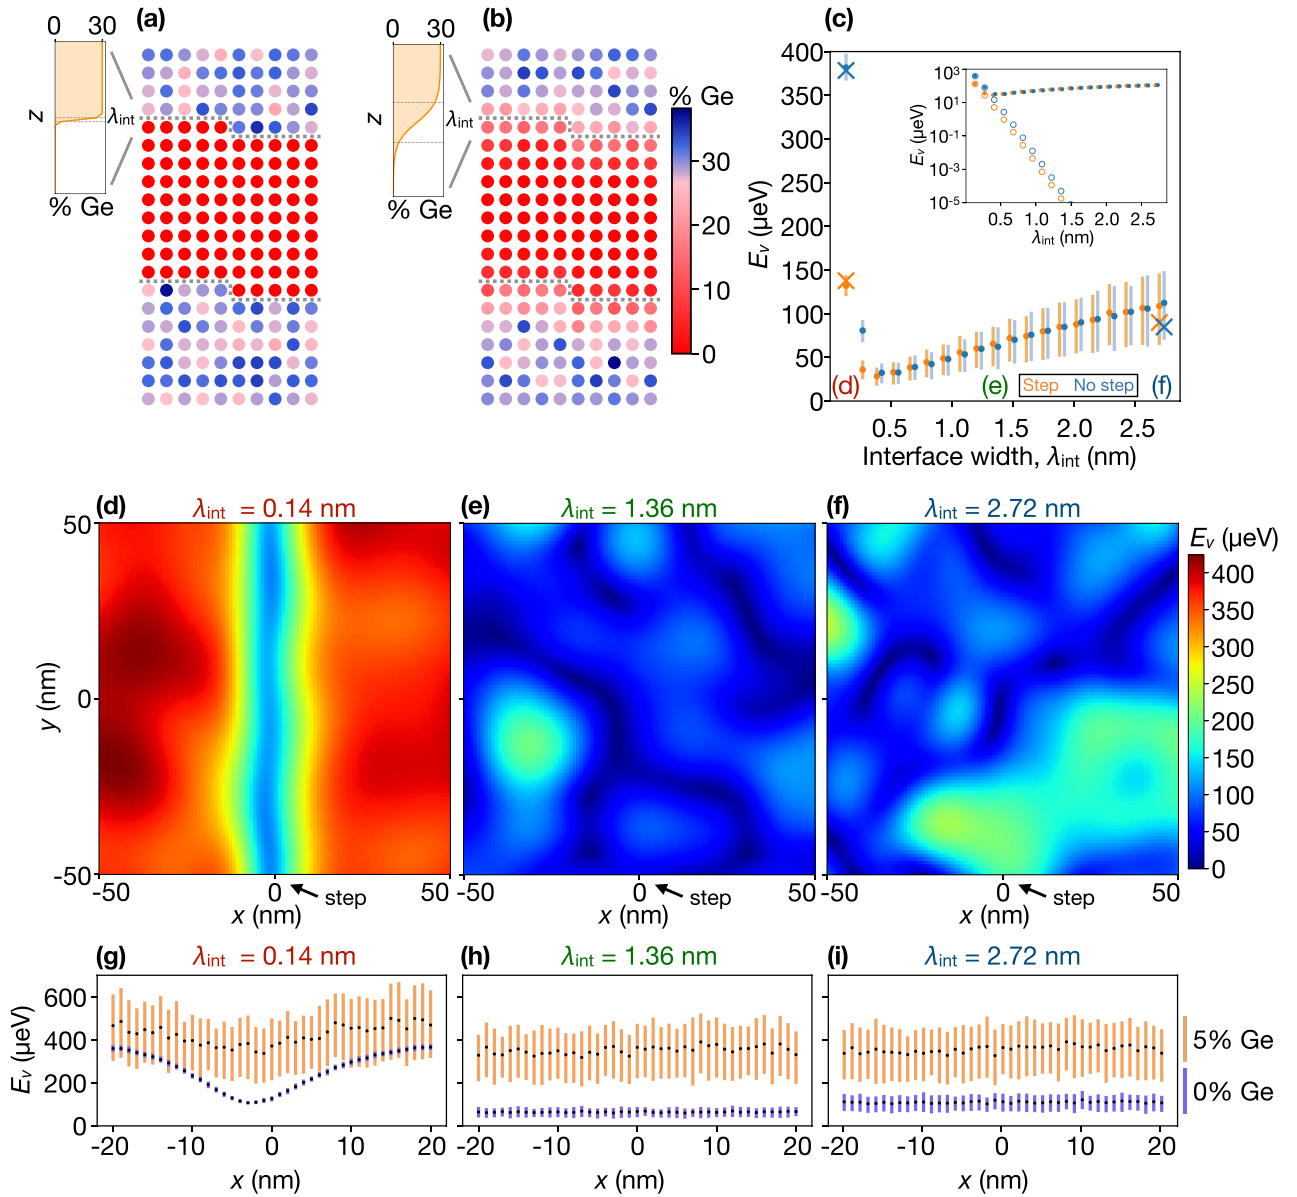 (a)
0 30
z
λint
% Ge
(b)
0 30
z
λint
% Ge
% Ge
30
20
10
0
(c)
400
350
300
250
200
150
100
50
0
Ev (μeV)
10³
10¹
10⁻¹
10⁻³
10⁻⁵
Ev (μeV)
0.5 1.0 1.5 2.0 2.5
λint (nm)
(d) (e) Step No step (f)
0.5 1.0 1.5 2.0 2.5
Interface width, λint (nm)
(d) λint = 0.14 nm
(e) λint = 1.36 nm
(f) λint = 2.72 nm
50
0
-50
y (nm)
-50 0 50
step
x (nm)
-50 0 50
step
x (nm)
-50 0 50
step
x (nm)
Ev (μeV)
400
350
300
250
200
150
100
50
0
(g) λint = 0.14 nm
(h) λint = 1.36 nm
(i) λint = 2.72 nm
600
400
200
0
Ev (μeV)
-20 -10 0 10 20
x (nm)
-20 -10 0 10 20
x (nm)
-20 -10 0 10 20
x (nm)
5% Ge
0% Ge